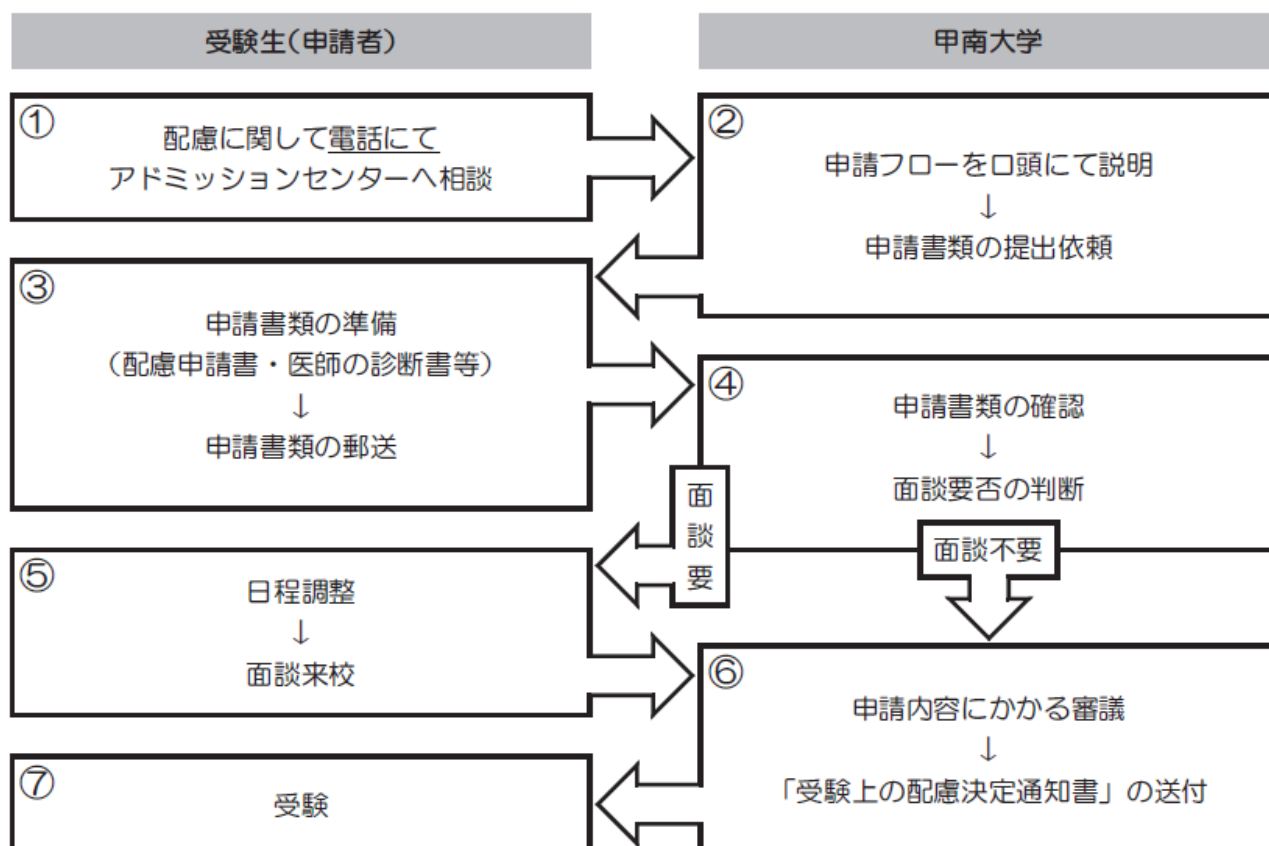 受験生(申請者)
甲南大学
①
配慮に関して電話にて
アドミッションセンターへ相談
②
申請フローを口頭にて説明
↓
申請書類の提出依頼
③
申請書類の準備
（配慮申請書・医師の診断書等）
↓
申請書類の郵送
④
申請書類の確認
↓
面談要否の判断
面談要
面談不要
⑤
日程調整
↓
面談来校
⑥
申請内容にかかる審議
↓
「受験上の配慮決定通知書」の送付
⑦
受験